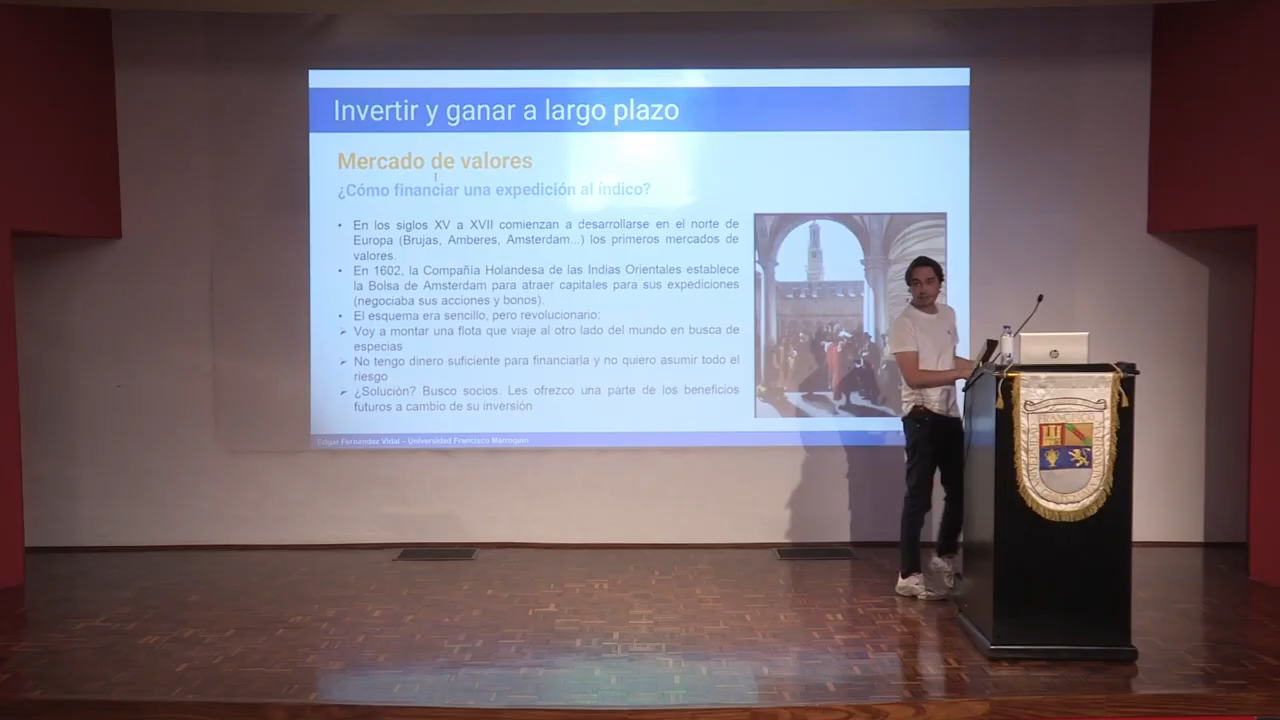 Invertir y ganar a largo plazo
Mercado de valores
¿Cómo financiar una expedición al índico?
• En los siglos XV a XVII comienzan a desarrollarse en el norte de
Europa (Brujas, Amberes, Amsterdam...) los primeros mercados de
valores.
• En 1602, la Compañía Holandesa de las Indias Orientales establece
la Bolsa de Amsterdam para atraer capitales para sus expediciones
(negociaba sus acciones y bonos).
• El esquema era sencillo, pero revolucionario:
➢ Voy a montar una flota que viaje al otro lado del mundo en busca de
especias
➢ No tengo dinero suficiente para financiarla y no quiero asumir todo el
riesgo
➢ ¿Solución? Busco socios. Les ofrezco una parte de los beneficios
futuros a cambio de su inversión
Edgar Fernández Vidal – Universidad Francisco Marroquín
hp
FRANCISCO